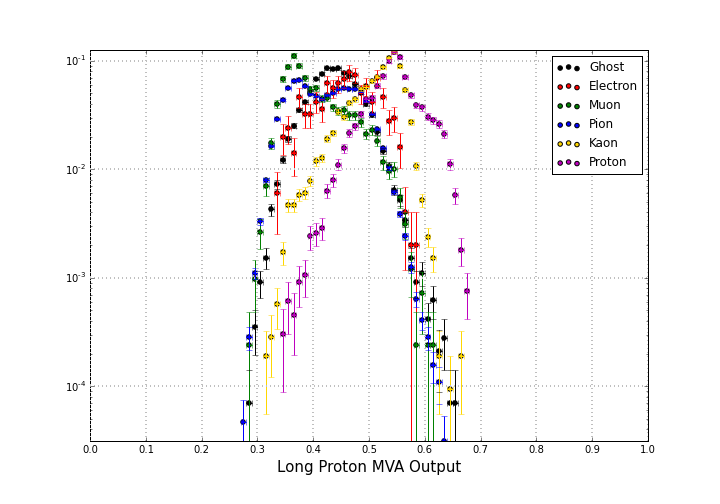 10⁻¹
10⁻²
10⁻³
10⁻⁴
Ghost
Electron
Muon
Pion
Kaon
Proton
0.0 0.1 0.2 0.3 0.4 0.5 0.6 0.7 0.8 0.9 1.0
Long Proton MVA Output